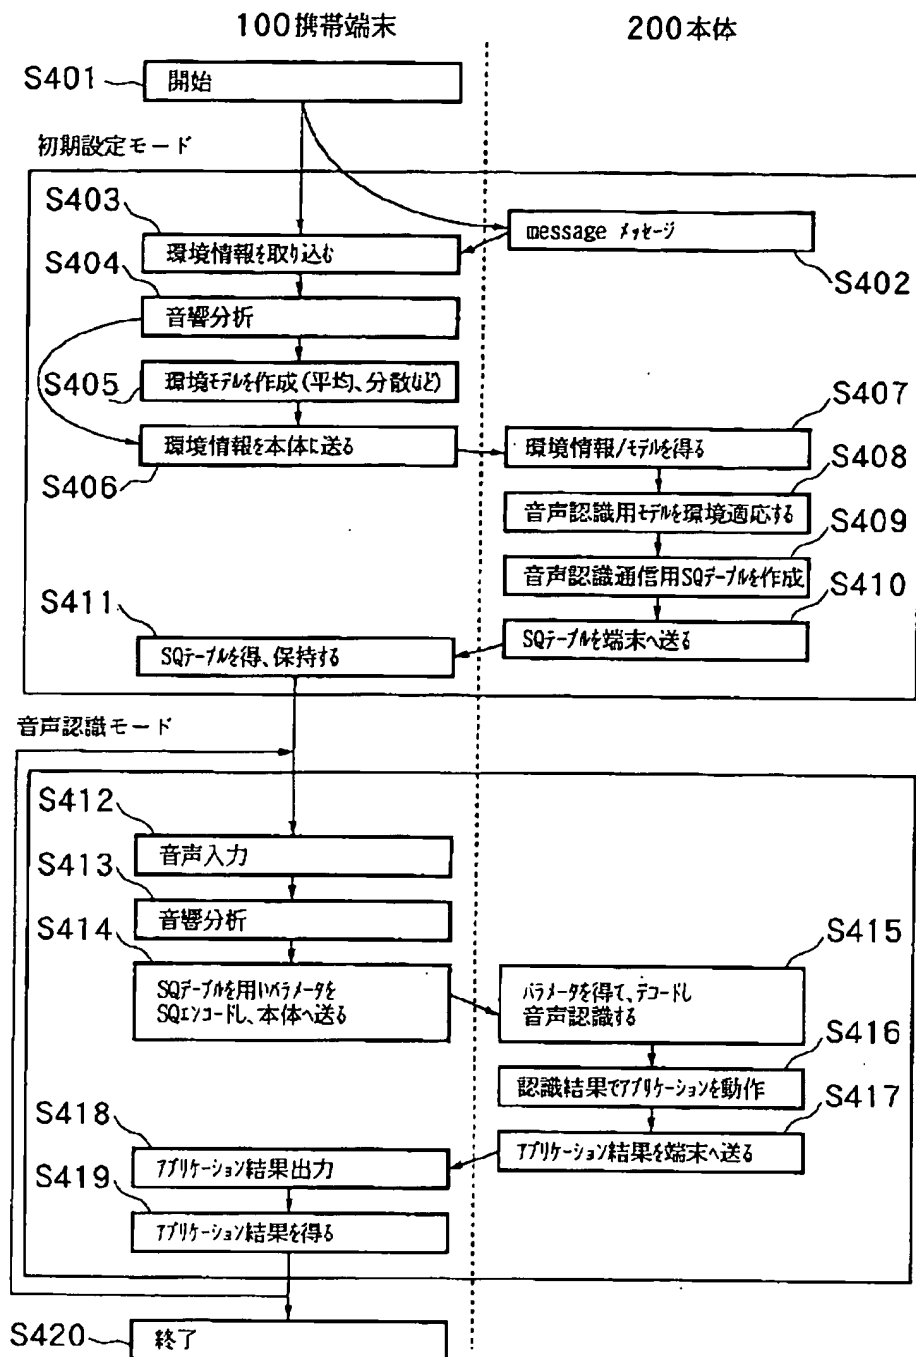 100携帯端末
200本体
S401
開始
初期設定モード
S403
環境情報を取り込む
message メッセージ
S402
S404
音響分析
S405
環境モデルを作成(平均、分散など)
S406
環境情報を本体に送る
S407
環境情報/モデルを得る
S408
音声認識用モデルを環境適応する
S409
音声認識通信用SQテーブルを作成
S410
SQテーブルを端末へ送る
S411
SQテーブルを得、保持する
音声認識モード
S412
音声入力
S413
音響分析
S414
SQテーブルを用いパラメータを
SQエンコードし、本体へ送る
S415
パラメータを得て、デコードし
音声認識する
S416
認識結果でアプリケーションを動作
S417
アプリケーション結果を端末へ送る
S418
アプリケーション結果出力
S419
アプリケーション結果を得る
S420
終了